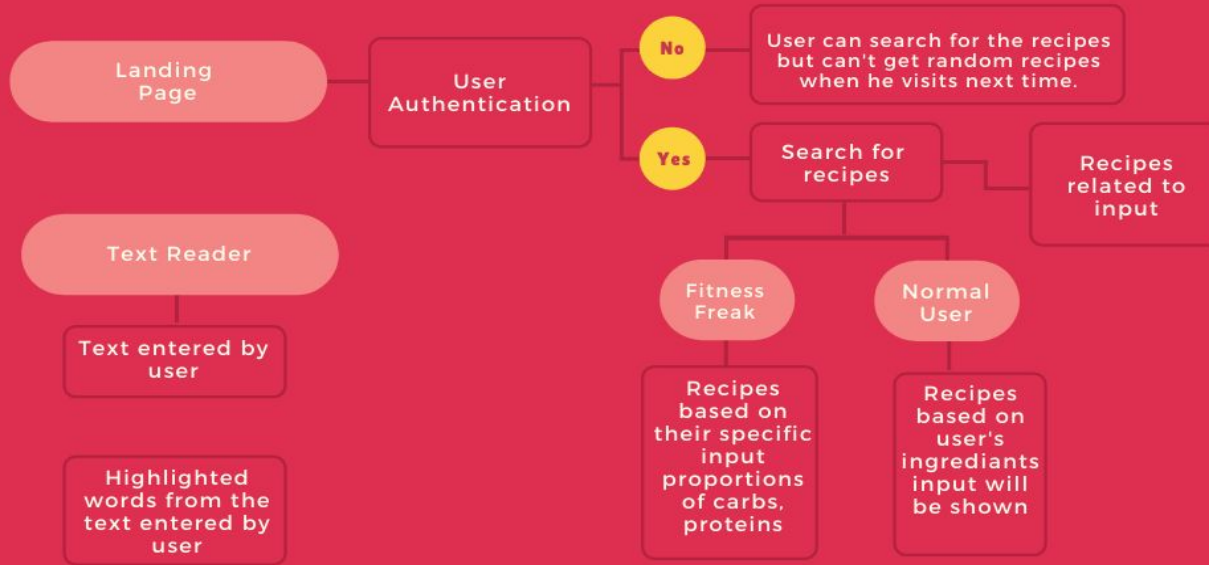 Landing
Page
User
Authentication
No
User can search for the recipes
but can't get random recipes
when he visits next time.
Yes
Search for
recipes
Recipes
related to
input
Fitness
Freak
Normal
User
Recipes
based on
their specific
input
proportions
of carbs,
proteins
Recipes
based on
user's
ingrediants
input will
be shown
Text Reader
Text entered by
user
Highlighted
words from the
text entered by
user